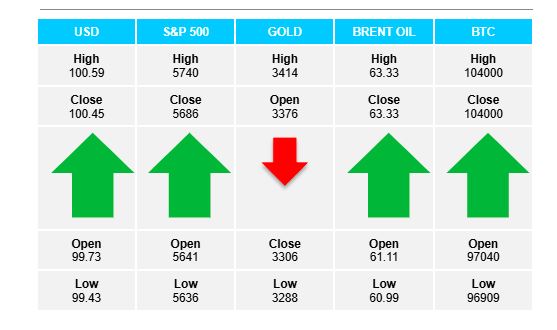 USD S&P 500 GOLD BRENT OIL BTC
High High High High High
100.59 5740 3414 63.33 104000
Close Close Open Close Close
100.45 5686 3376 63.33 104000
Open Open Close Open Open
99.73 5641 3306 61.11 97040
Low Low Low Low Low
99.43 5636 3288 60.99 96909